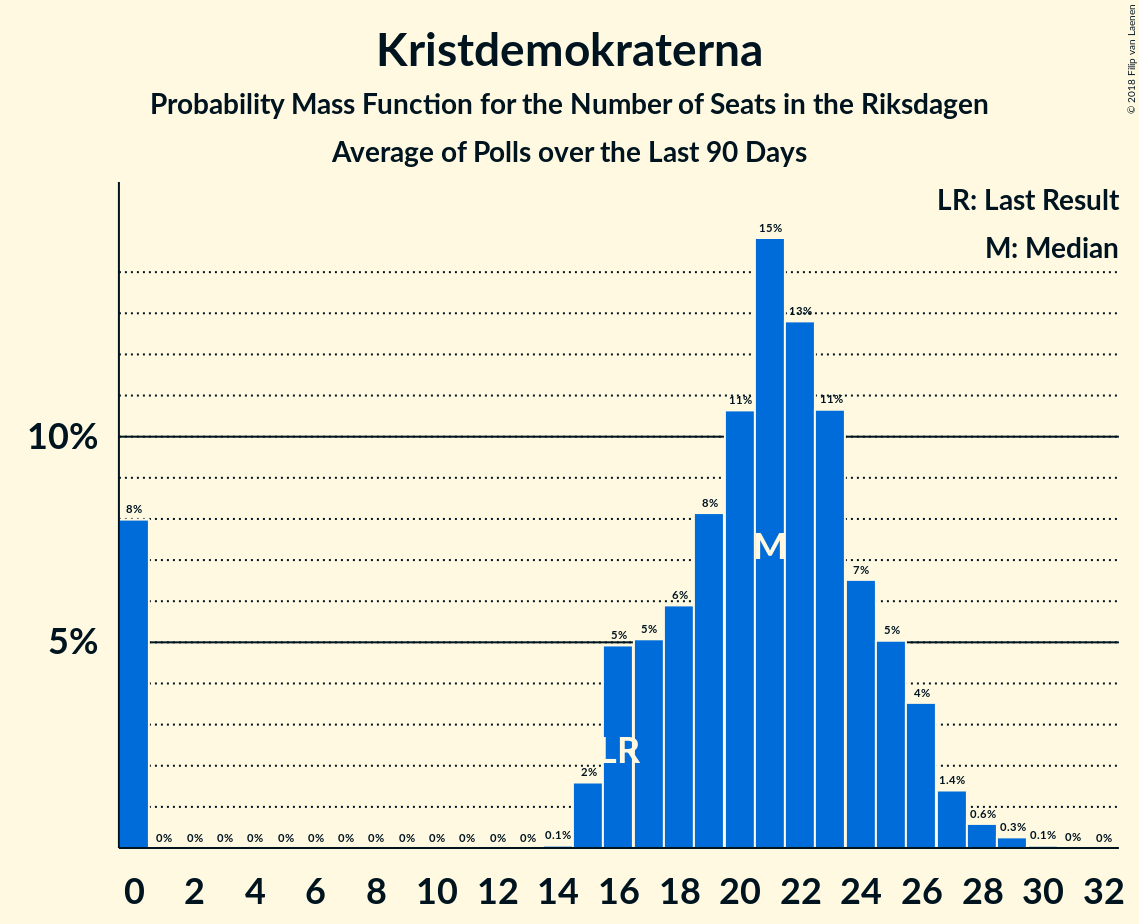 Kristdemokraterna
Probability Mass Function for the Number of Seats in the Riksdagen
Average of Polls over the Last 90 Days
© 2018 Filip van Laenen
LR: Last Result
M: Median
10%
5%
8% 0% 0% 0% 0% 0% 0% 0% 0% 0% 0% 0% 0% 0% 0.1% 2% 5% 5% 6% 8% 11% 15% 13% 11% 7% 5% 4% 1.4% 0.6% 0.3% 0.1% 0% 0%
M
LR
0 2 4 6 8 10 12 14 16 18 20 22 24 26 28 30 32